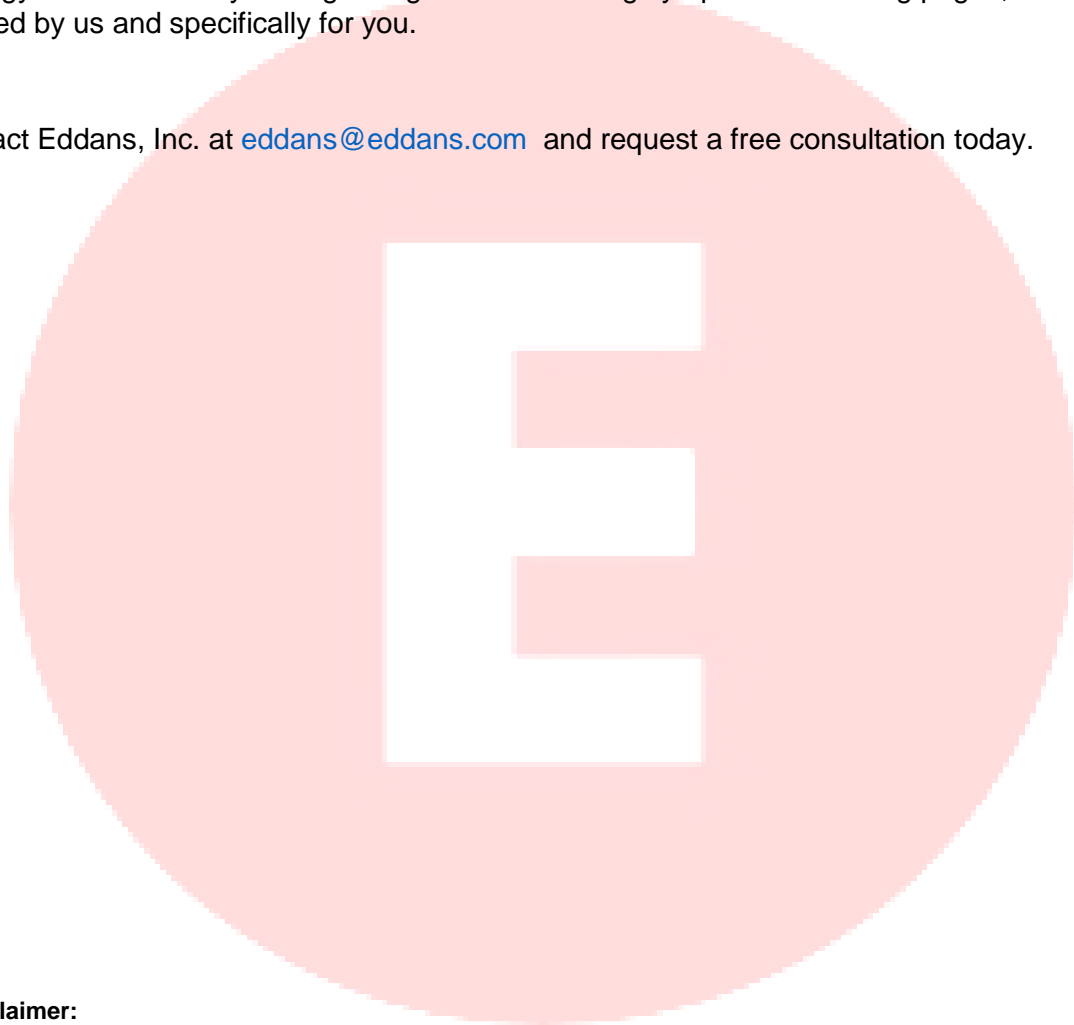 ed by us and specifically for you.
act Eddans, Inc. at eddans@eddans.com and request a free consultation today.
E
laimer: